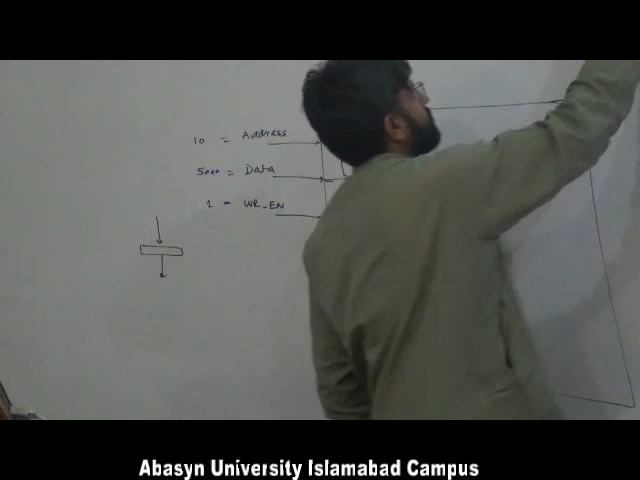 10 = Address
5000 = Data
1 = WR_EN
Abasyn University Islamabad Campus